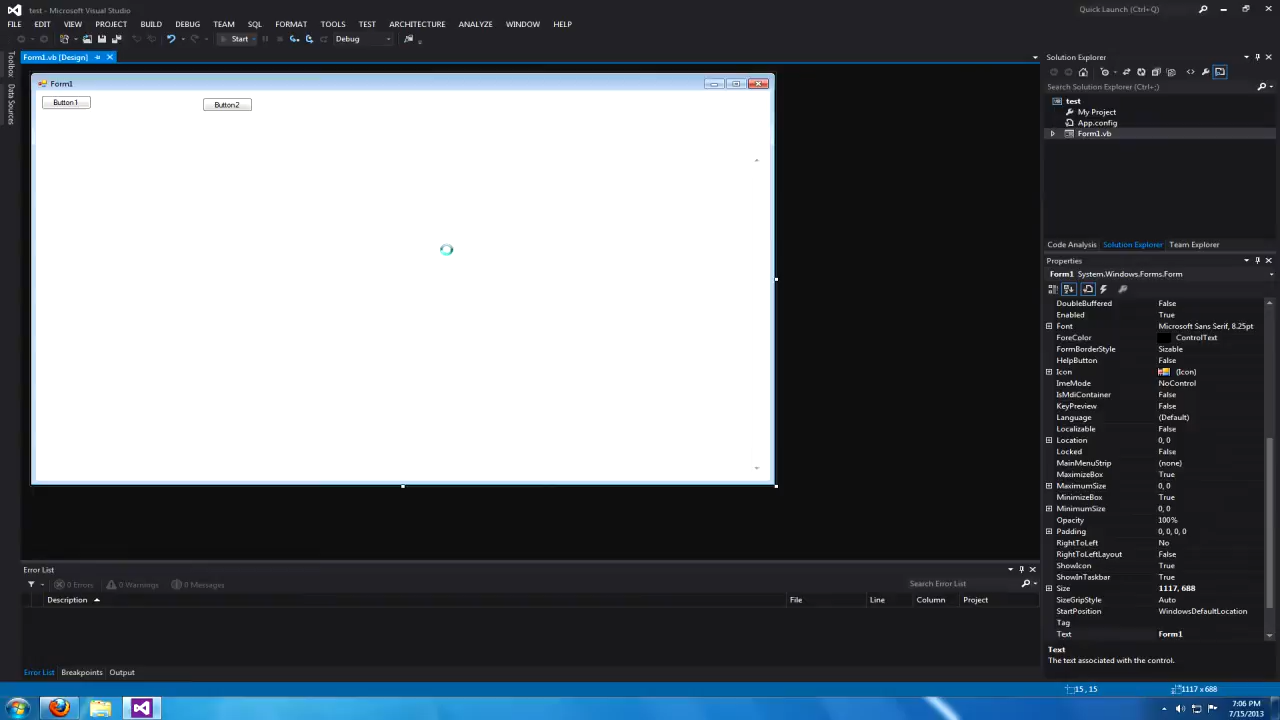 test - Microsoft Visual Studio
Quick Launch (Ctrl+Q)
FILE EDIT VIEW PROJECT BUILD DEBUG TEAM SQL FORMAT TOOLS TEST ARCHITECTURE ANALYZE WINDOW HELP
Start Debug
Toolbox
Data Sources
Form1.vb [Design]
Form1
Button1 Button2
Solution Explorer
Search Solution Explorer (Ctrl+;)
test
My Project
App.config
Form1.vb
Code Analysis Solution Explorer Team Explorer
Properties
Form1 System.Windows.Forms.Form
DoubleBuffered False
Enabled True
Font Microsoft Sans Serif, 8.25pt
ForeColor ControlText
FormBorderStyle Sizable
HelpButton False
Icon (Icon)
ImeMode NoControl
IsMdiContainer False
KeyPreview False
Language (Default)
Localizable False
Location 0, 0
Locked False
MainMenuStrip (none)
MaximizeBox True
MaximumSize 0, 0
MinimizeBox True
MinimumSize 0, 0
Opacity 100%
Padding 0, 0, 0, 0
RightToLeft No
RightToLeftLayout False
ShowIcon True
ShowInTaskbar True
Size 1117, 688
SizeGripStyle Auto
StartPosition WindowsDefaultLocation
Tag
Text Form1
Text
The text associated with the control.
Error List
0 Errors 0 Warnings 0 Messages
Search Error List
Description File Line Column Project
Error List Breakpoints Output
15 , 15 1117 x 688
7:06 PM
7/15/2013